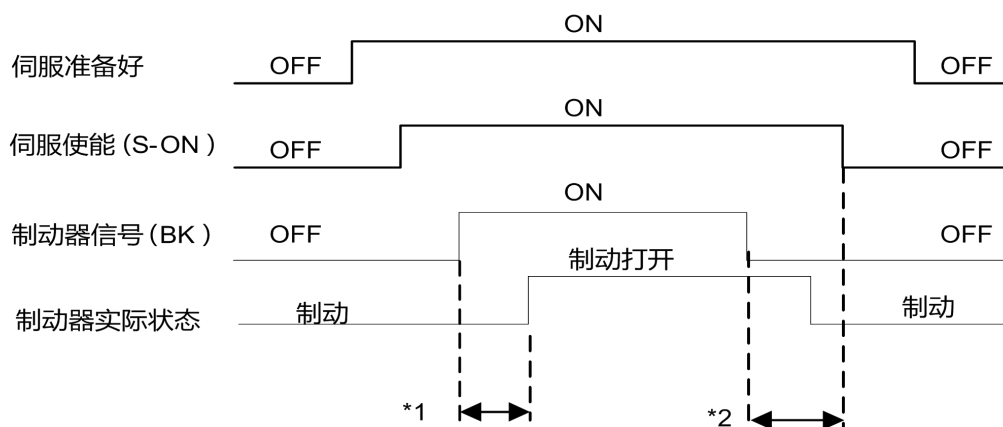 ON
伺服准备好 OFF OFF
ON
伺服使能(S-ON) OFF OFF
ON
制动器信号(BK) OFF OFF
制动打开
制动器实际状态 制动 制动
*1 *2